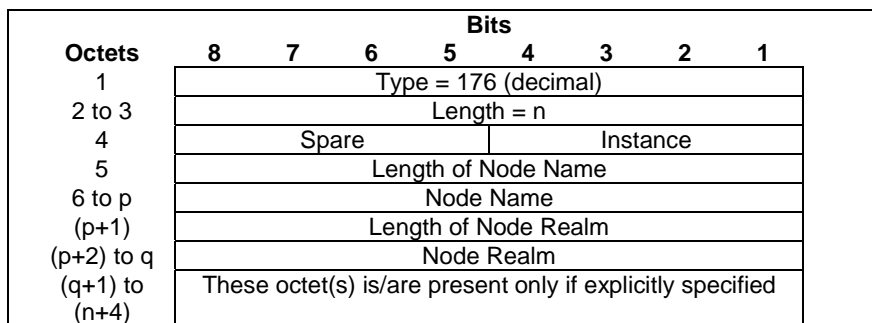 Bits
Octets 8 7 6 5 4 3 2 1
1 Type = 176 (decimal)
2 to 3 Length = n
4 Spare Instance
5 Length of Node Name
6 to p Node Name
(p+1) Length of Node Realm
(p+2) to q Node Realm
(q+1) to These octet(s) is/are present only if explicitly specified
(n+4)